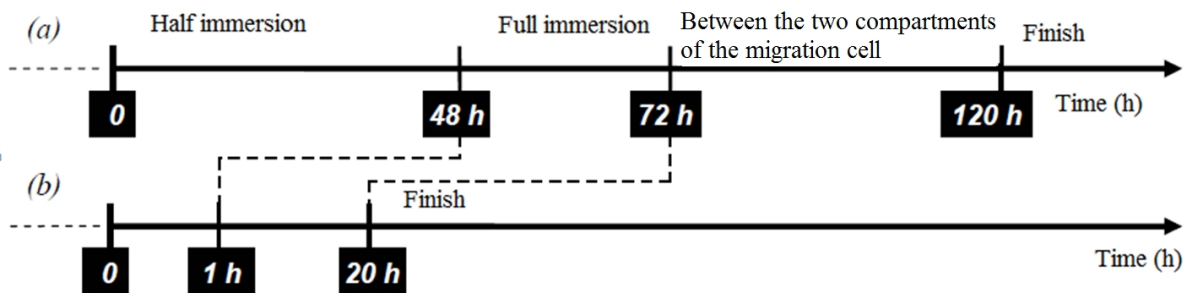 (a) Half immersion Full immersion Between the two compartments
of the migration cell Finish
0 48 h 72 h 120 h Time (h)
(b) Finish
0 1 h 20 h Time (h)